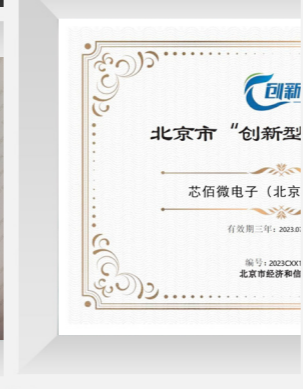 创新
北京市“创新型
芯佰微电子（北京
有效期三年：2023.07
编号：2023CXX1
北京市经济和信